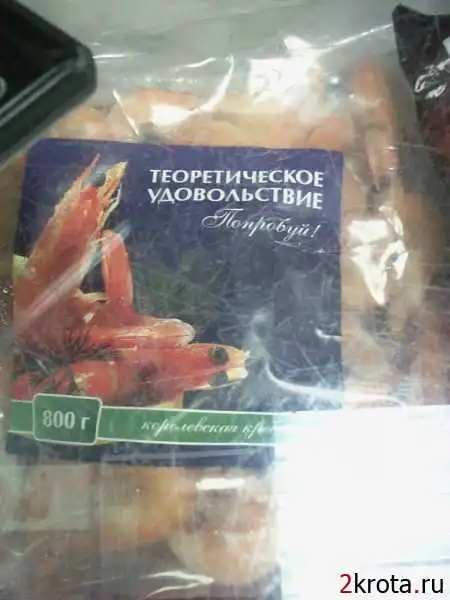 ТЕОРЕТИЧЕСКОЕ
УДОВОЛЬСТВИЕ
Попробуй!
800 г
королевская
2krota.ru